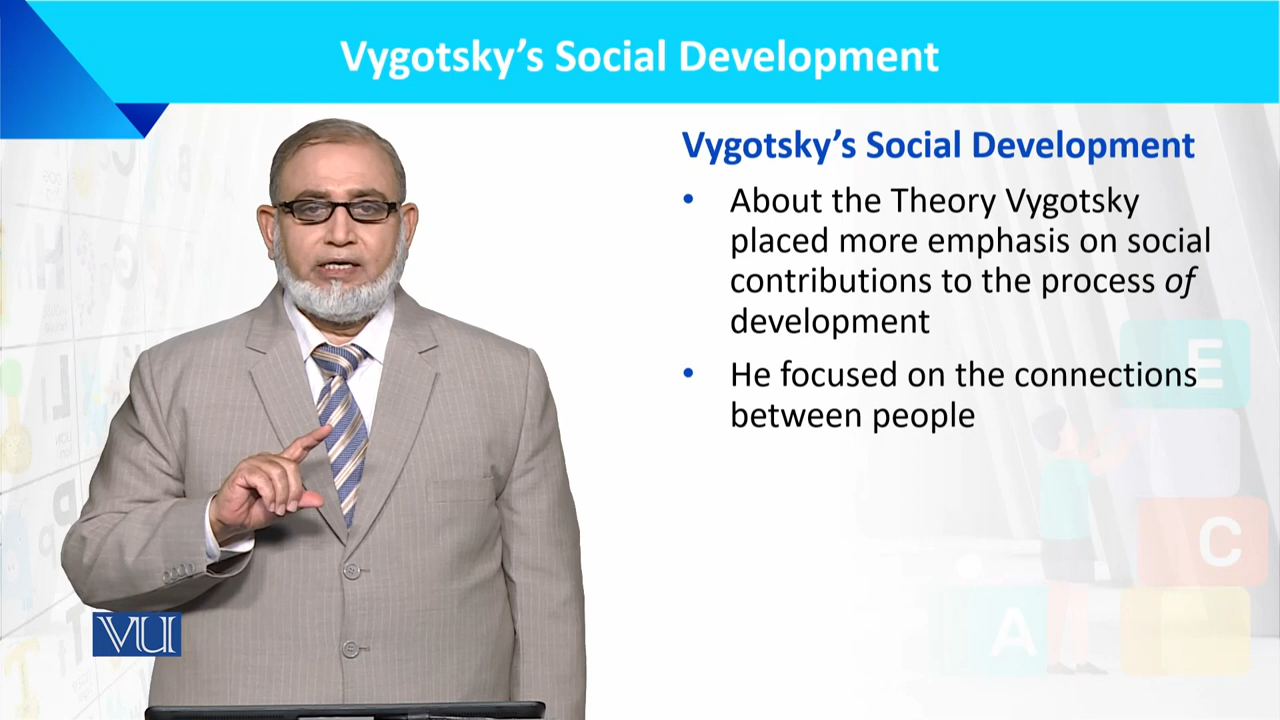 Vygotsky’s Social Development
Vygotsky’s Social Development
• About the Theory Vygotsky
placed more emphasis on social
contributions to the process of
development
• He focused on the connections
between people
E
C
A
VU